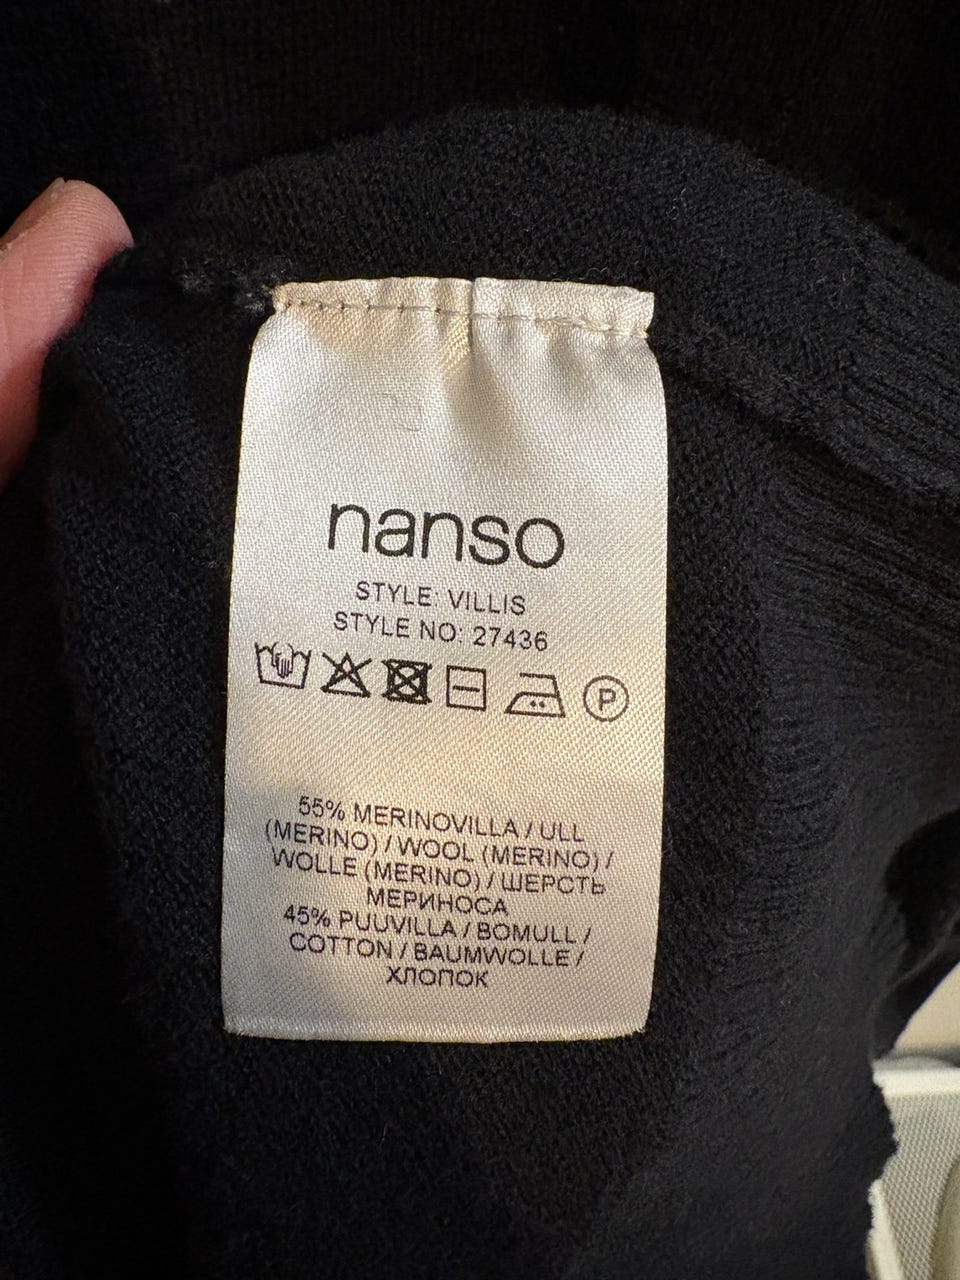 nanso
STYLE: VILLIS
STYLE NO: 27436
P
55% MERINOVILLA / ULL
(MERINO) / WOOL (MERINO) /
WOLLE (MERINO) / ШЕРСТЬ
МЕРИНОСА
45% PUUVILLA / BOMULL /
COTTON / BAUMWOLLE /
ХЛОПОК